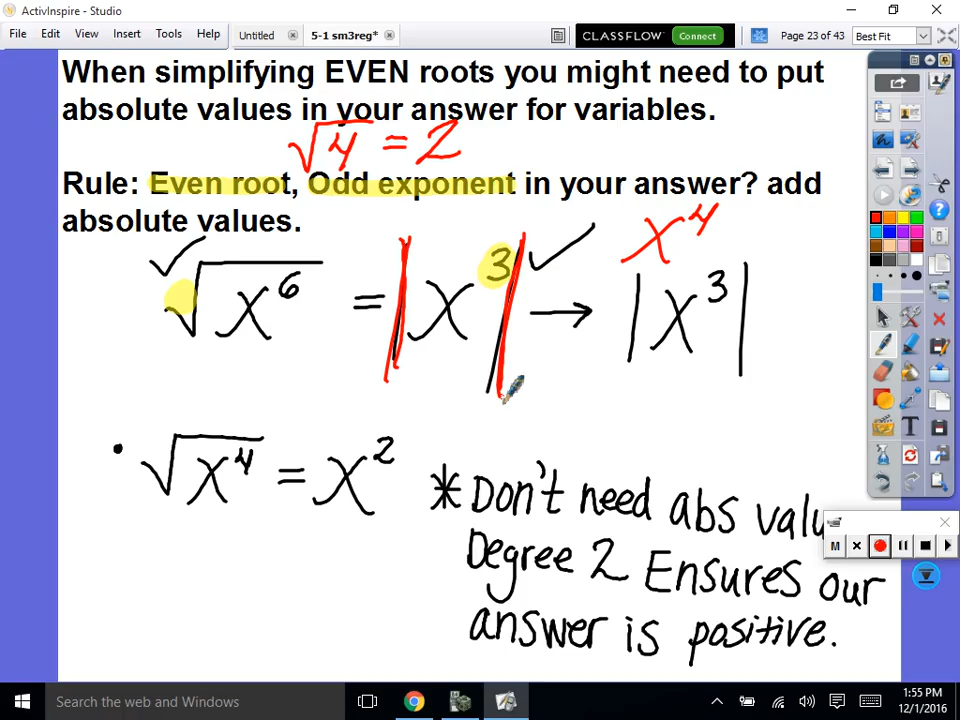 ActivInspire - Studio
File Edit View Insert Tools Help Untitled 5-1 sm3reg* CLASSFLOW Connect Page 23 of 43 Best Fit
When simplifying EVEN roots you might need to put
absolute values in your answer for variables.
√4 = 2
Rule: Even root, Odd exponent in your answer? add
absolute values.
x⁴
√x⁶ = |x³| → |x³|
• √x⁴ = x²
* Don't need abs valu
Degree 2 Ensures our
answer is positive.
M
T
Search the web and Windows
1:55 PM
12/1/2016